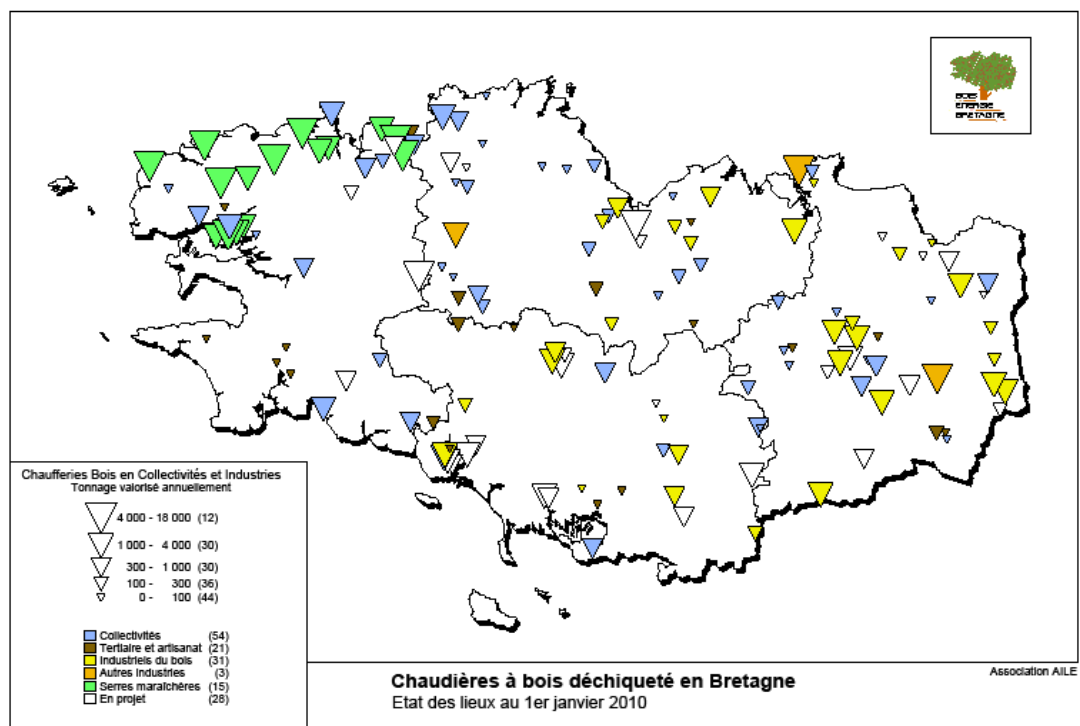 BOIS
ENERGIE
BRETAGNE
Chaufferies Bois en Collectivités et Industries
Tonnage valorisé annuellement
4 000 - 18 000 (12)
1 000 - 4 000 (30)
300 - 1 000 (30)
100 - 300 (36)
0 - 100 (44)
Collectivités (54)
Tertiaire et artisanat (21)
Industriels du bois (31)
Autres industries (3)
Serres maraîchères (15)
En projet (28)
Chaudières à bois déchiqueté en Bretagne
Etat des lieux au 1er janvier 2010
Association AILE